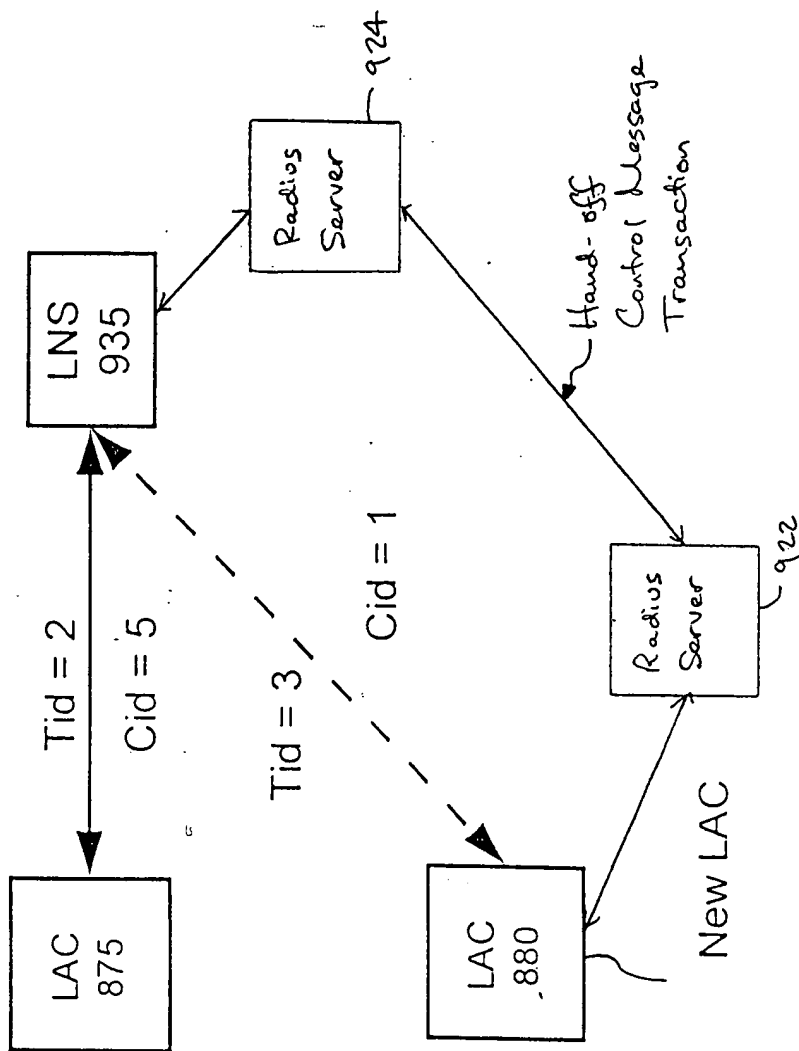 LAC
875
Tid = 2
Cid = 5
LNS
935
Radius
Server
924
Tid = 3
Cid = 1
Hand-off
Control Message
Transaction
LAC
880
New LAC
Radius
Server
922